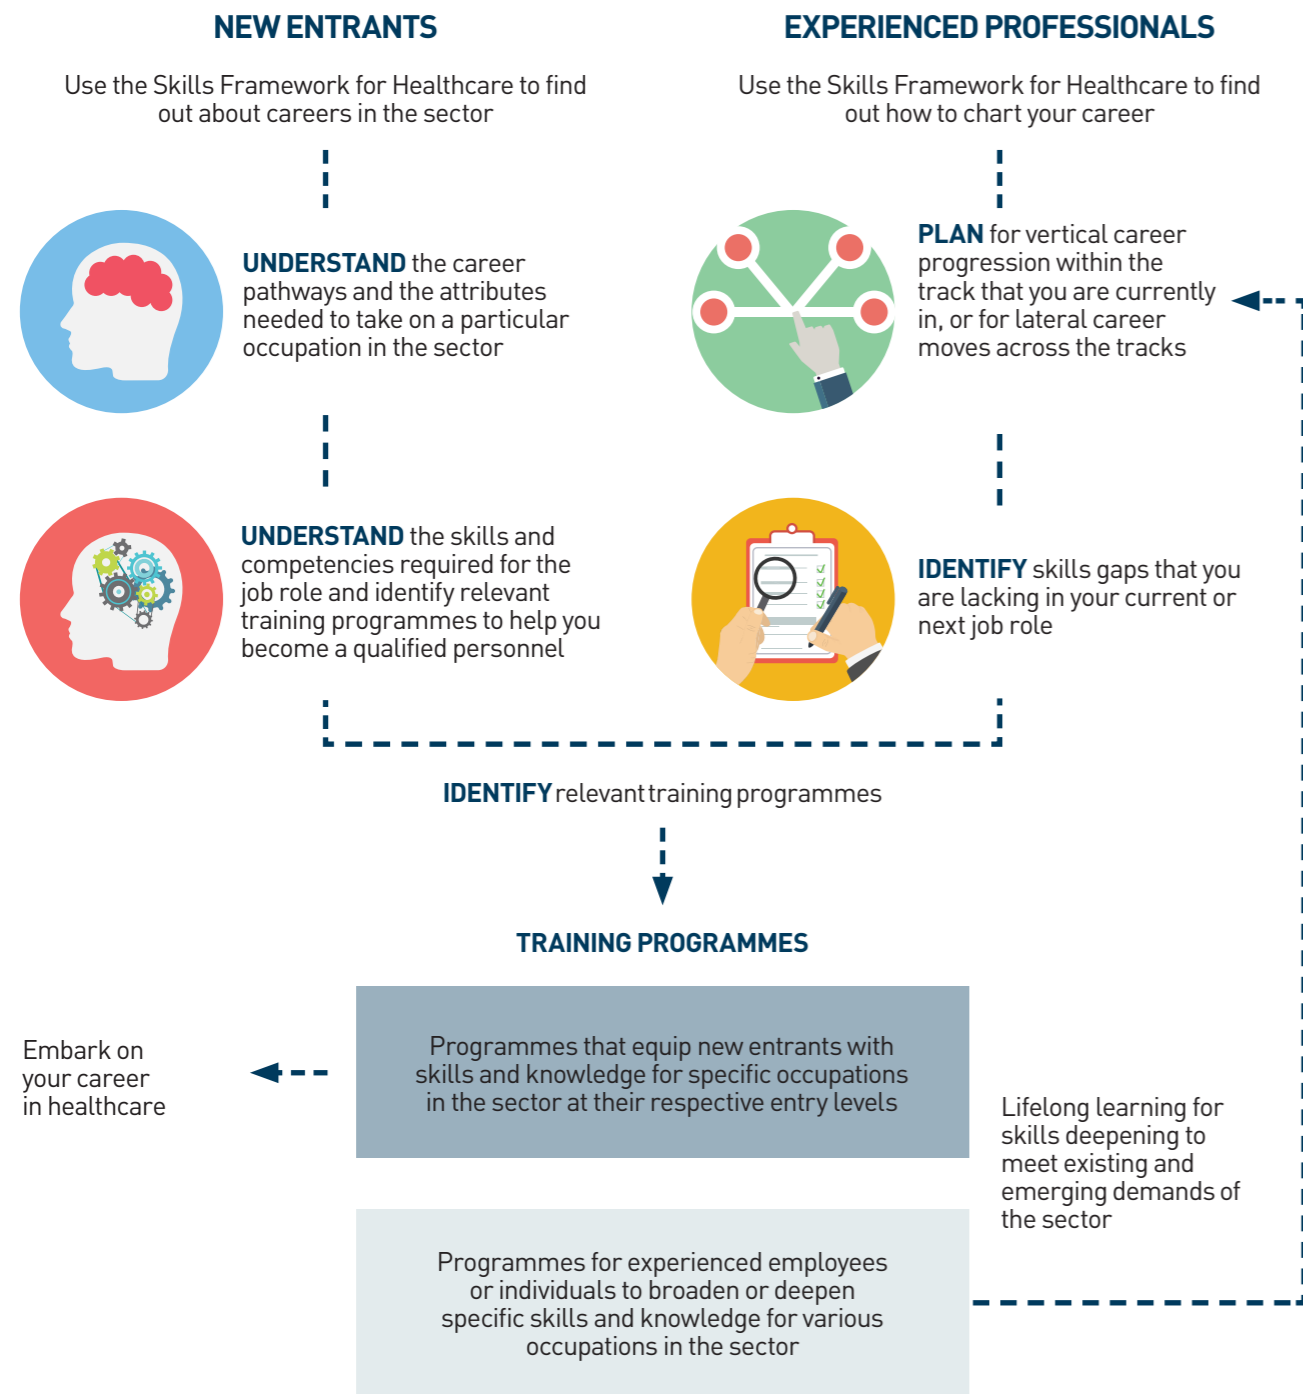 NEW ENTRANTS
Use the Skills Framework for Healthcare to find
out about careers in the sector
UNDERSTAND the career
pathways and the attributes
needed to take on a particular
occupation in the sector
UNDERSTAND the skills and
competencies required for the
job role and identify relevant
training programmes to help you
become a qualified personnel
EXPERIENCED PROFESSIONALS
Use the Skills Framework for Healthcare to find
out how to chart your career
PLAN for vertical career
progression within the
track that you are currently
in, or for lateral career
moves across the tracks
IDENTIFY skills gaps that you
are lacking in your current or
next job role
IDENTIFY relevant training programmes
TRAINING PROGRAMMES
Programmes that equip new entrants with
skills and knowledge for specific occupations
in the sector at their respective entry levels
Embark on
your career
in healthcare
Programmes for experienced employees
or individuals to broaden or deepen
specific skills and knowledge for various
occupations in the sector
Lifelong learning for
skills deepening to
meet existing and
emerging demands of
the sector